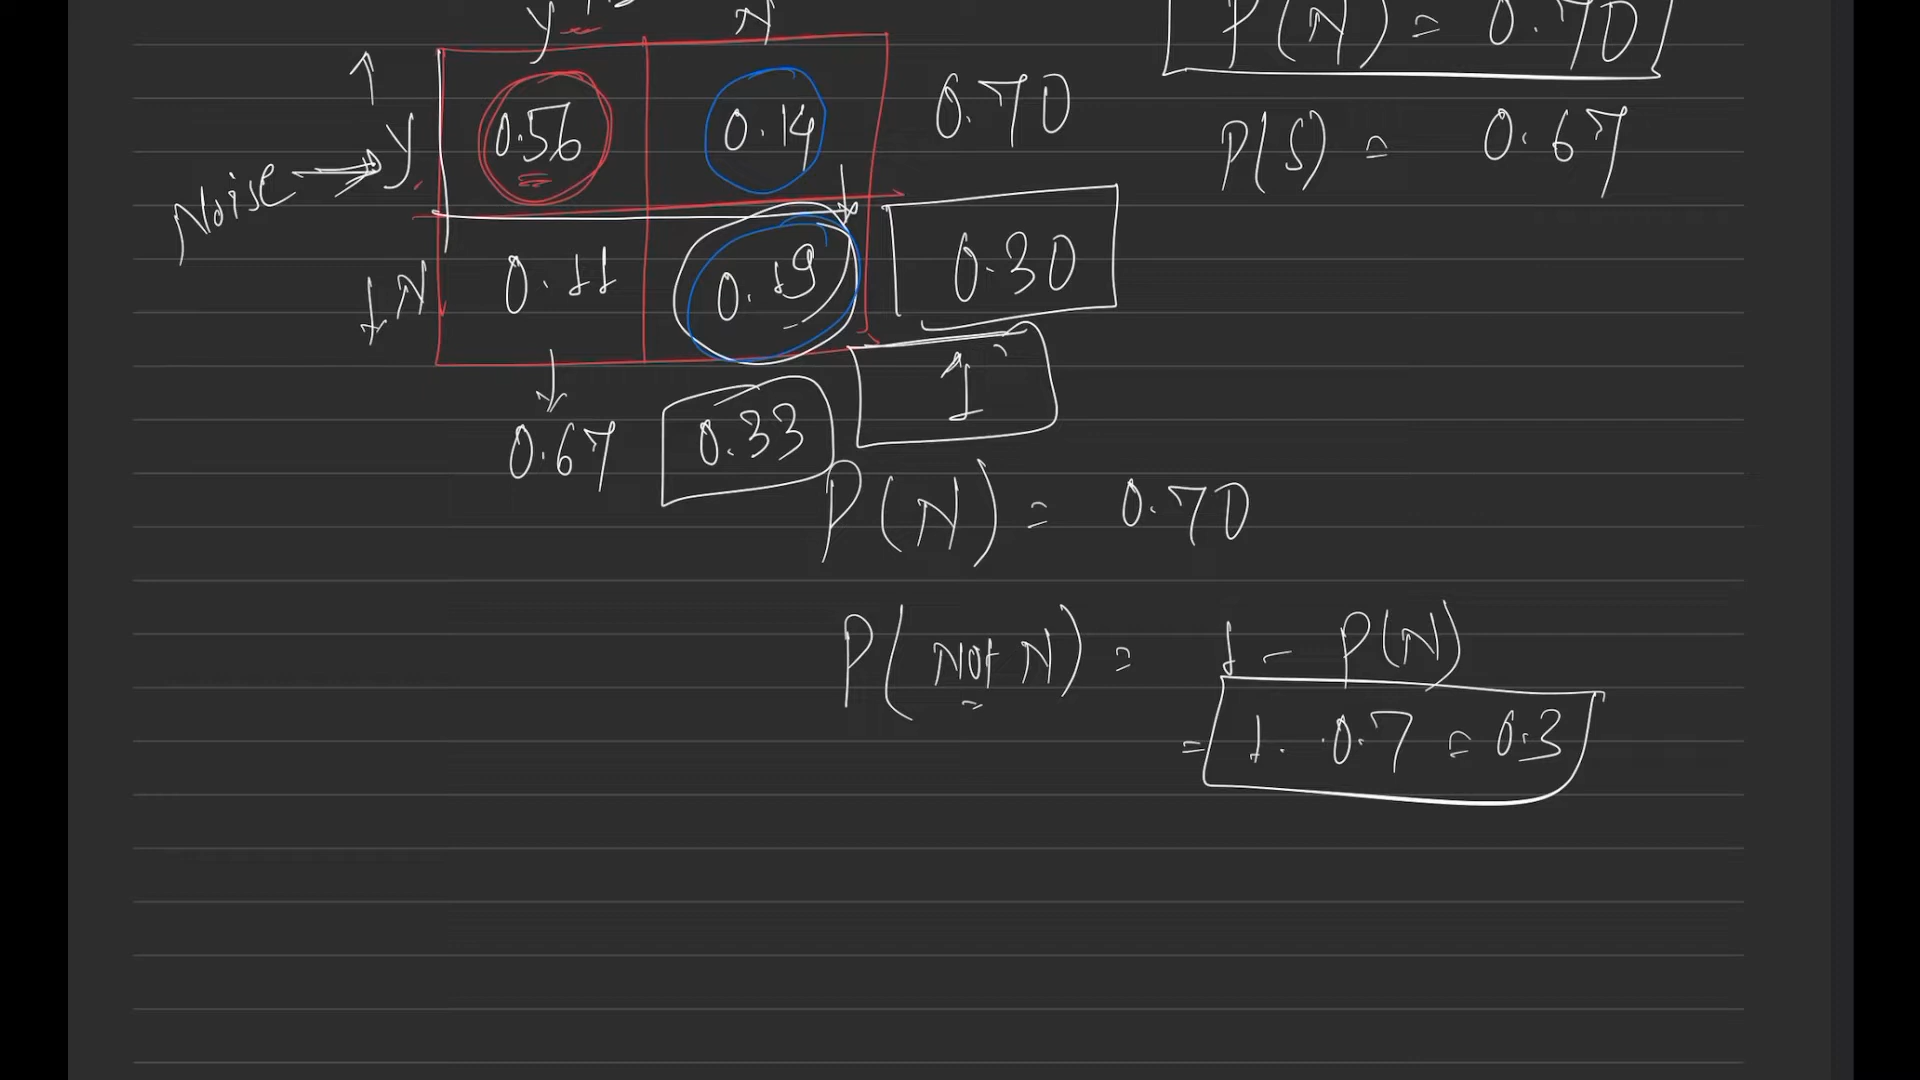 Y N P(N) = 0.70
Y 0.56 0.14 0.70 P(S) = 0.67
Noise
N 0.11 0.19 0.30
1
0.67 0.33
P(N) = 0.70
P(Not N) = 1 - P(N)
= 1 - 0.7 = 0.3